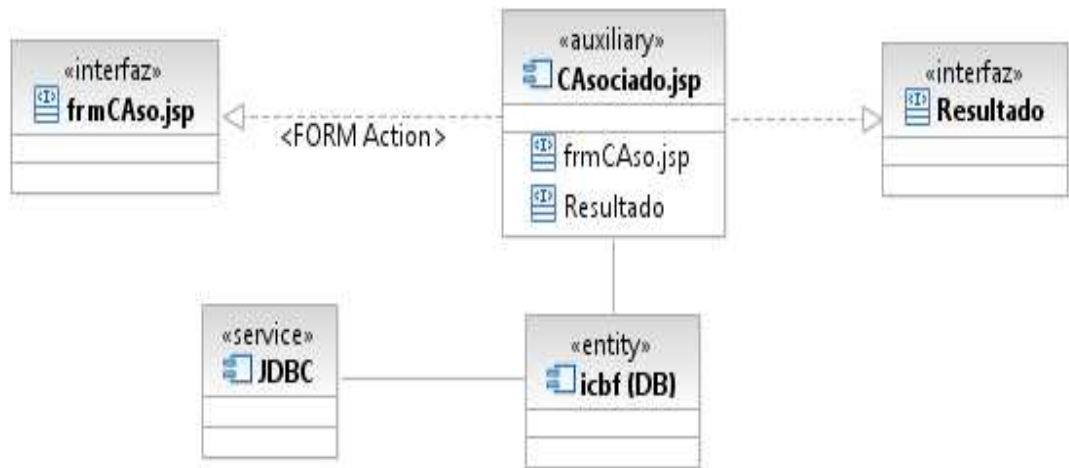 «interfaz»
frmCAso.jsp
<FORM Action>
«auxiliary»
CAsociado.jsp
frmCAso.jsp
Resultado
«interfaz»
Resultado
«service»
JDBC
«entity»
icbf (DB)